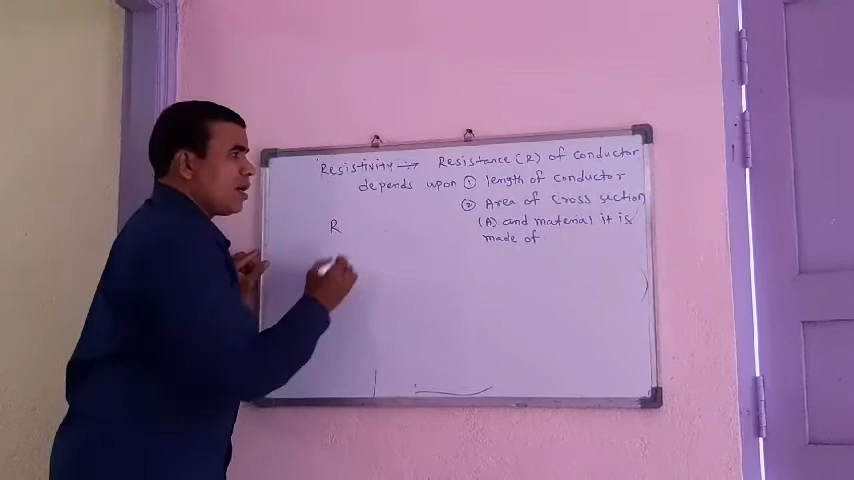 Resistivity → Resistance (R) of conductor
depends upon ① length of conductor
② Area of cross section
(A) and material it is
made of
R